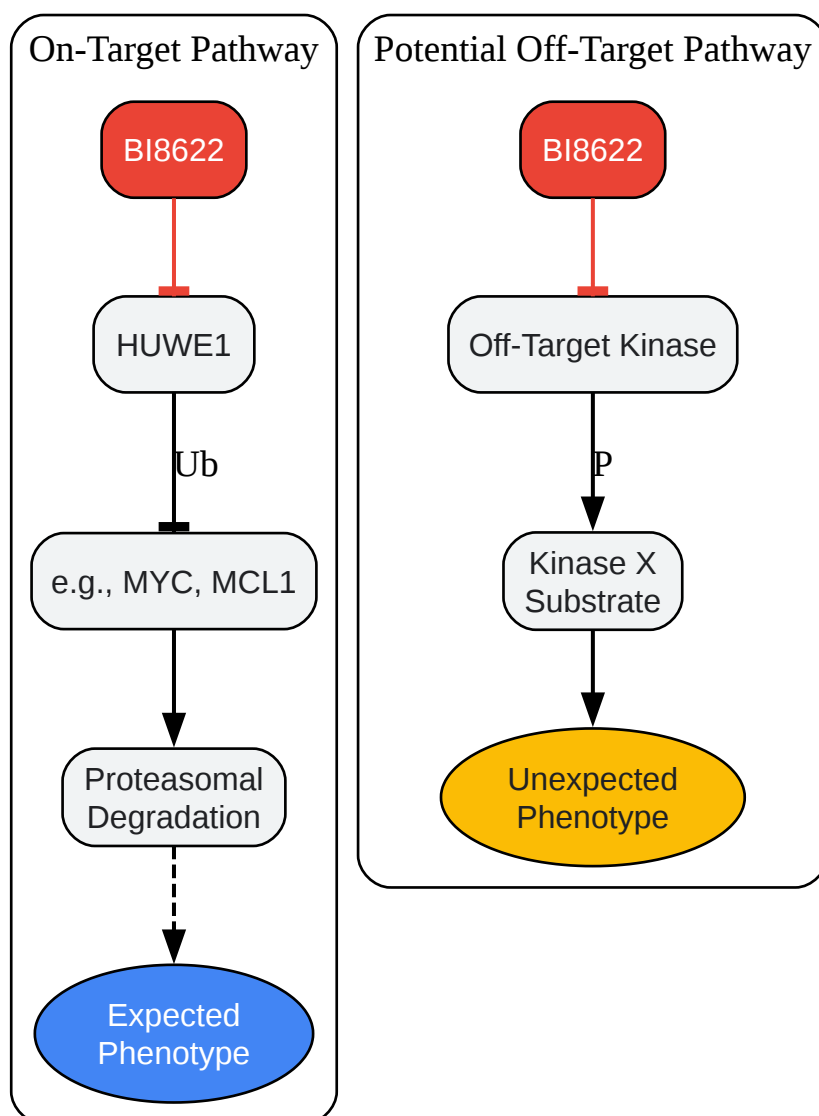 On-Target Pathway
BI8622
HUWE1
Ub
e.g., MYC, MCL1
Proteasomal
Degradation
Expected
Phenotype
Potential Off-Target Pathway
BI8622
Off-Target Kinase
P
Kinase X
Substrate
Unexpected
Phenotype